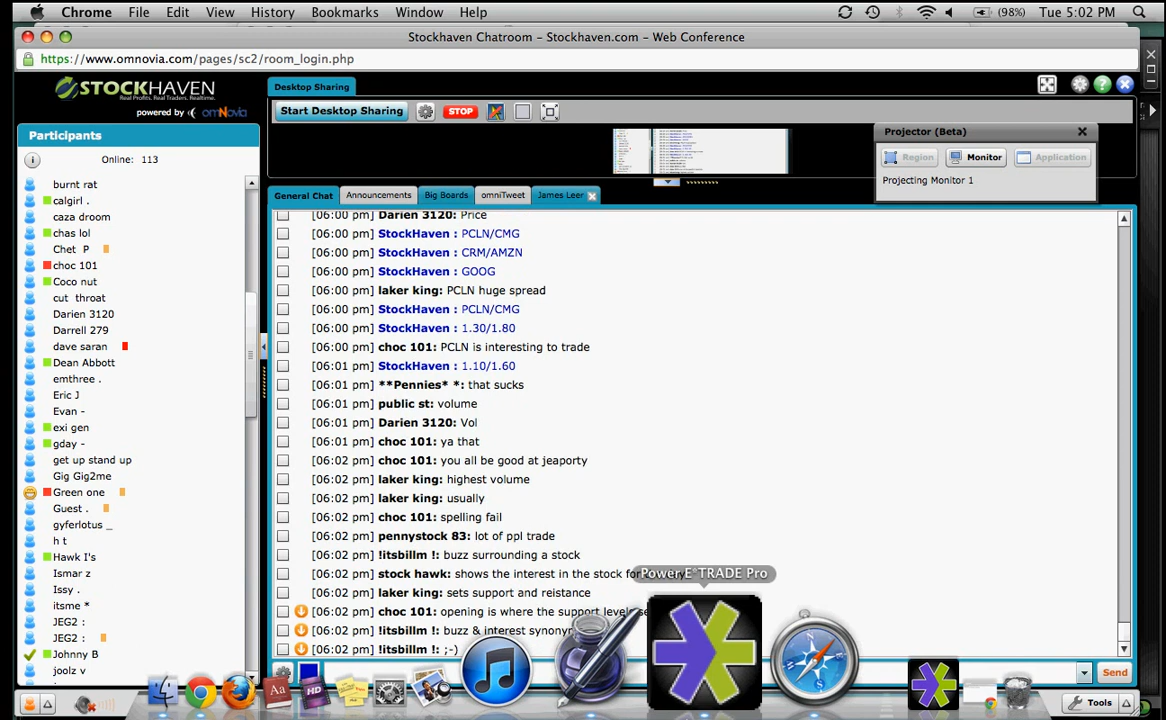 Chrome File Edit View History Bookmarks Window Help (98%) Tue 5:02 PM
Stockhaven Chatroom – Stockhaven.com – Web Conference
https://www.omnovia.com/pages/sc2/room_login.php
STOCKHAVEN
Real Profits. Real Traders. Realtime.
powered by omNovia
Desktop Sharing
Start Desktop Sharing STOP
Projector (Beta)
Region Monitor Application
Projecting Monitor 1
Participants
Online: 113
burnt rat
calgirl .
caza droom
chas lol
Chet P
choc 101
Coco nut
cut throat
Darien 3120
Darrell 279
dave saran
Dean Abbott
emthree .
Eric J
Evan -
exi gen
gday -
get up stand up
Gig Gig2me
Green one
Guest .
gyferlotus _
h t
Hawk I's
Ismar z
Issy .
itsme *
JEG2 :
JEG2 :
Johnny B
joolz v
General Chat Announcements Big Boards omniTweet James Leer
[06:00 pm] Darien 3120: Price
[06:00 pm] StockHaven : PCLN/CMG
[06:00 pm] StockHaven : CRM/AMZN
[06:00 pm] StockHaven : GOOG
[06:00 pm] laker king: PCLN huge spread
[06:00 pm] StockHaven : PCLN/CMG
[06:00 pm] StockHaven : 1.30/1.80
[06:00 pm] choc 101: PCLN is interesting to trade
[06:01 pm] StockHaven : 1.10/1.60
[06:01 pm] **Pennies* *: that sucks
[06:01 pm] public st: volume
[06:01 pm] Darien 3120: Vol
[06:01 pm] choc 101: ya that
[06:02 pm] choc 101: you all be good at jeaporty
[06:02 pm] laker king: highest volume
[06:02 pm] laker king: usually
[06:02 pm] choc 101: spelling fail
[06:02 pm] pennystock 83: lot of ppl trade
[06:02 pm] !itsbillm !: buzz surrounding a stock
[06:02 pm] stock hawk: shows the interest in the stock for
[06:02 pm] laker king: sets support and reistance
[06:02 pm] choc 101: opening is where the support levels
[06:02 pm] !itsbillm !: buzz & interest
[06:02 pm] !itsbillm !: ;-)
Power E*TRADE Pro
Aa
HD
Send
Tools